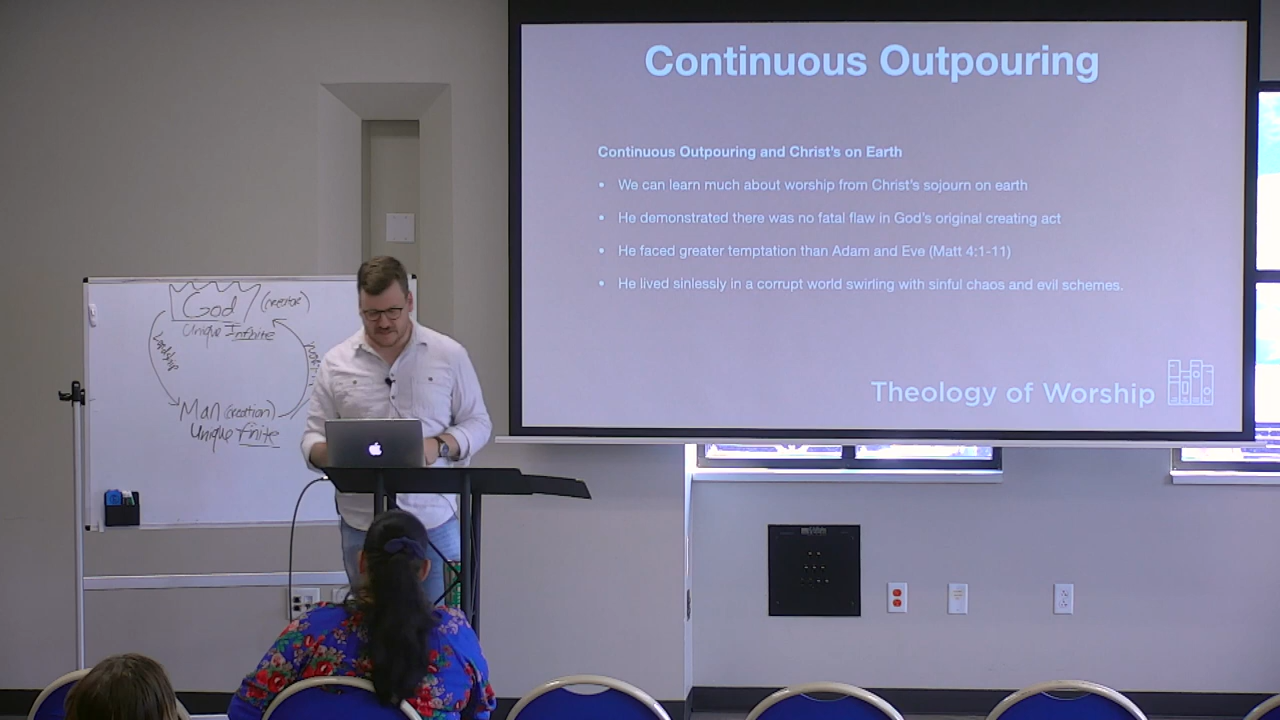 Continuous Outpouring
Continuous Outpouring and Christ's on Earth
• We can learn much about worship from Christ's sojourn on earth
• He demonstrated there was no fatal flaw in God's original creating act
• He faced greater temptation than Adam and Eve (Matt 4:1-11)
• He lived sinlessly in a corrupt world swirling with sinful chaos and evil schemes.
Theology of Worship
God (creator)
Unique Infinite
Lordship
Man (creation)
Unique finite